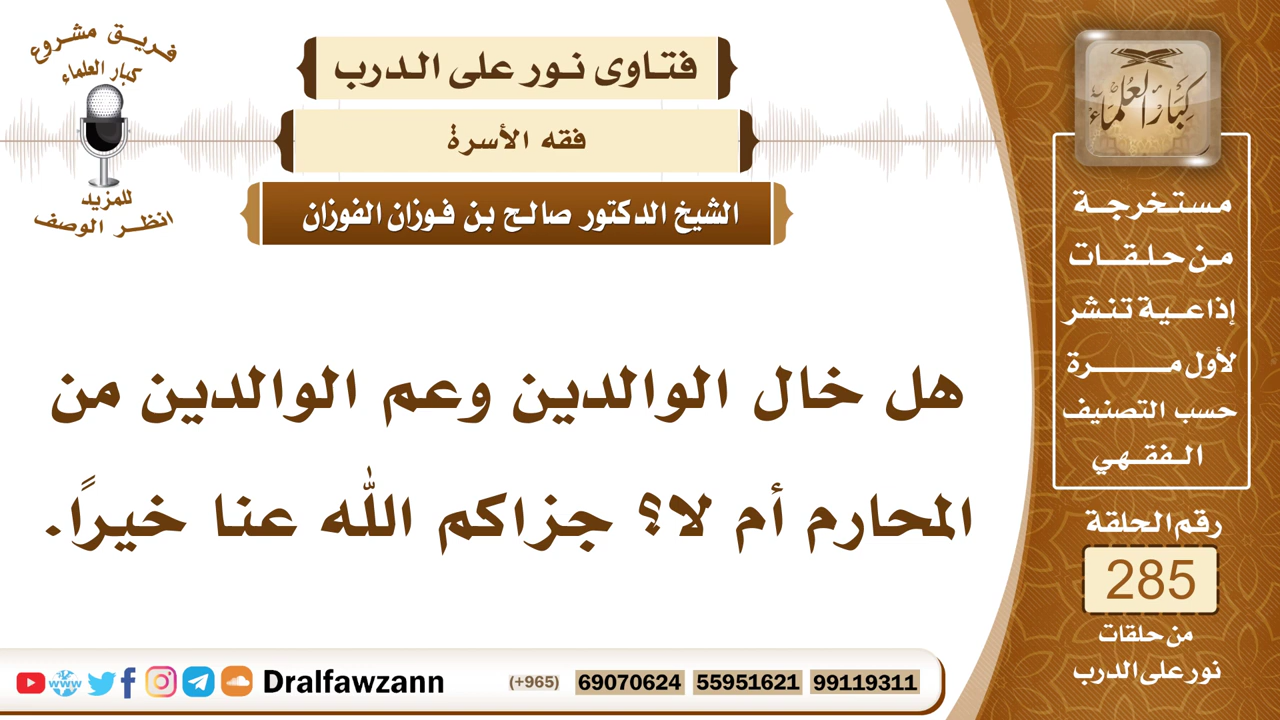 فريق مشروع
كبار العلماء
للمزيد
انظر الوصف
فتاوى نور على الدرب
فقه الأسرة
الشيخ الدكتور صالح بن فوزان الفوزان
هل خال الوالدين وعم الوالدين من
المحارم أم لا؟ جزاكم الله عنا خيراً.
كبار العلماء
مستخرجة
من حلقات
إذاعية تنشر
لأول مرة
حسب التصنيف
الفقهي
رقم الحلقة
285
من حلقات
نور على الدرب
www
Dralfawzann
(+965) 69070624 55951621 99119311